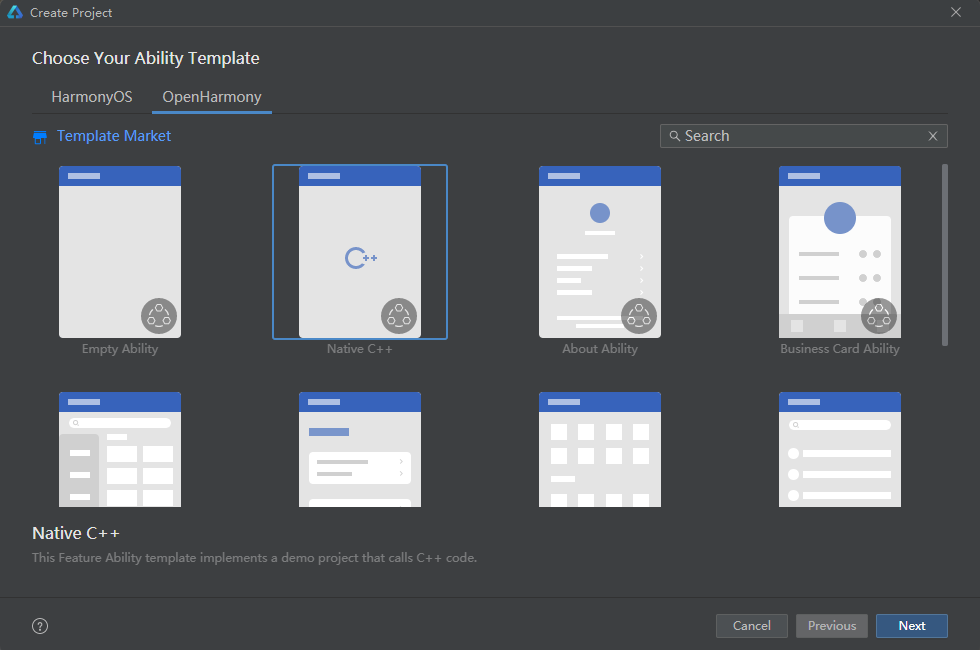 Create Project
Choose Your Ability Template
HarmonyOS OpenHarmony
Template Market
Search
C++
Empty Ability
Native C++
About Ability
Business Card Ability
Native C++
This Feature Ability template implements a demo project that calls C++ code.
?
Cancel
Previous
Next